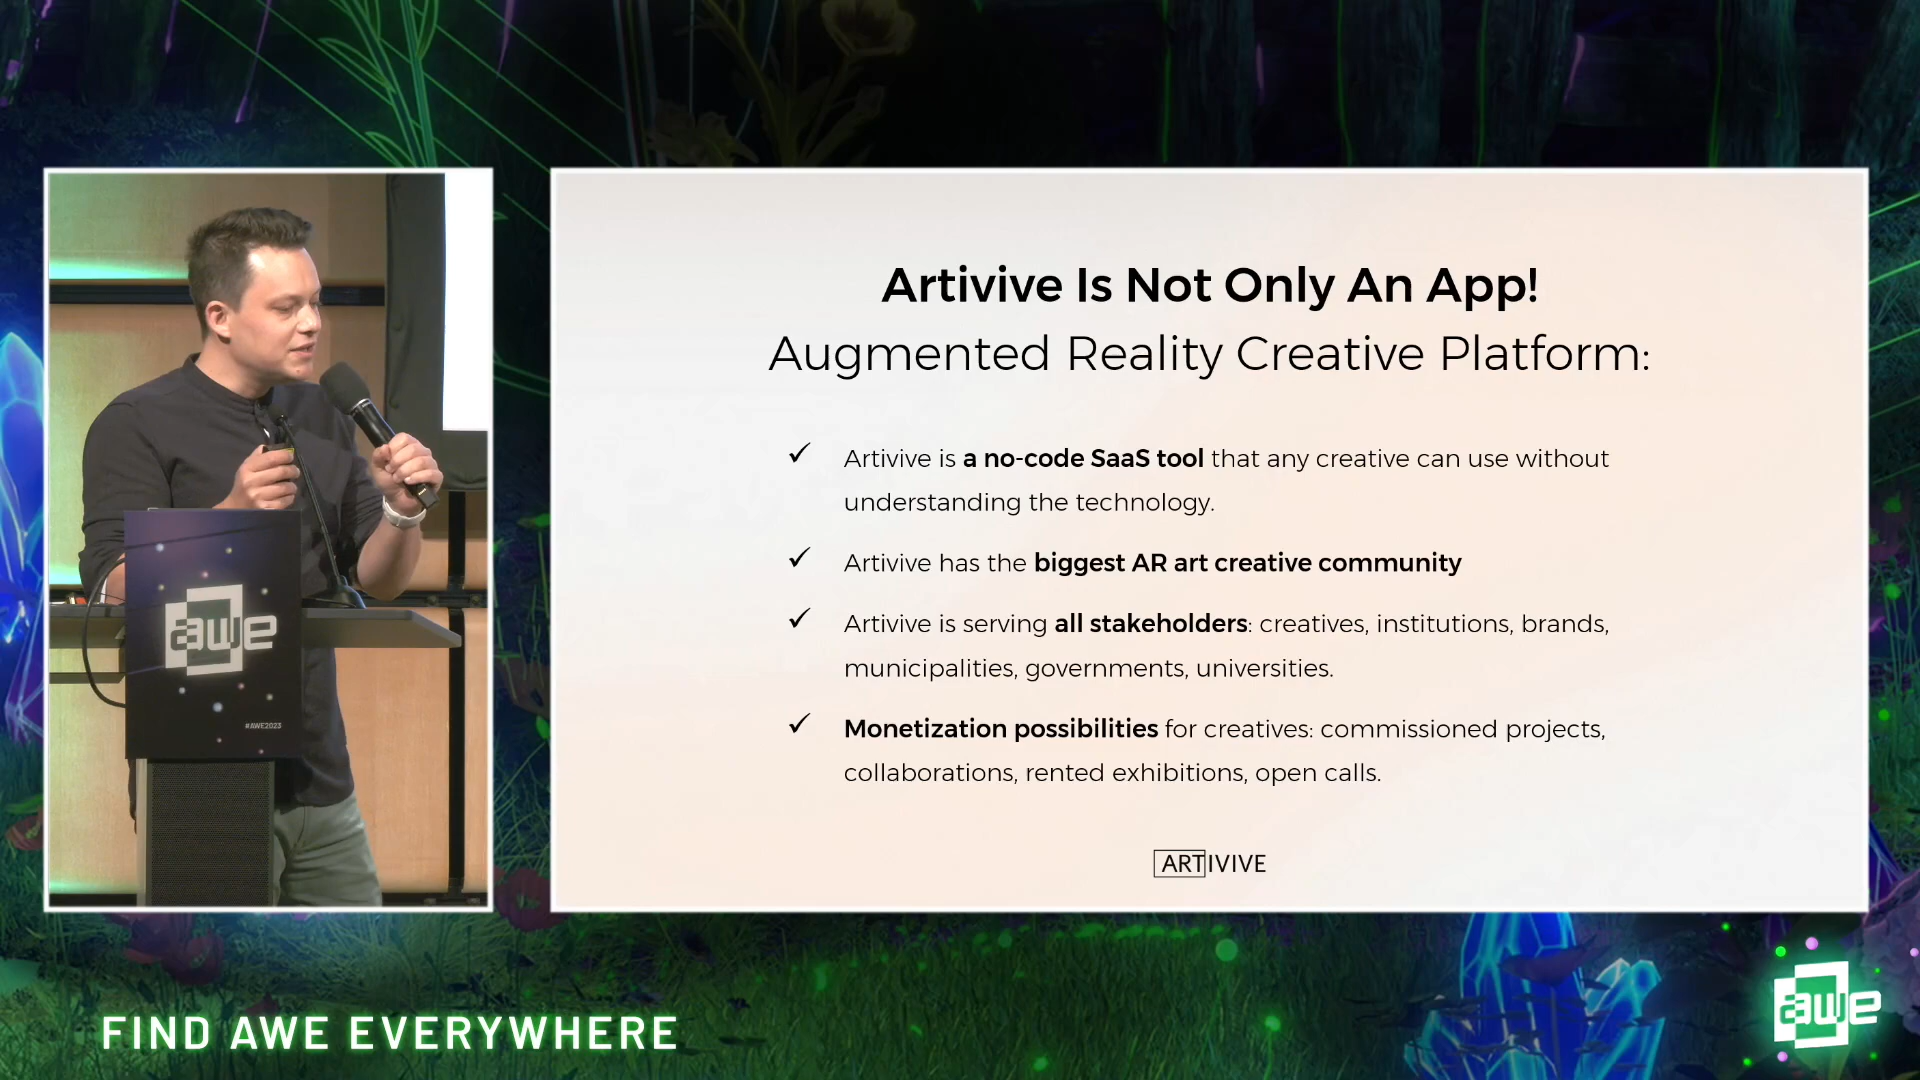 Artivive Is Not Only An App!
Augmented Reality Creative Platform:
✓ Artivive is a no-code SaaS tool that any creative can use without
understanding the technology.
✓ Artivive has the biggest AR art creative community
✓ Artivive is serving all stakeholders: creatives, institutions, brands,
municipalities, governments, universities.
✓ Monetization possibilities for creatives: commissioned projects,
collaborations, rented exhibitions, open calls.
ARTIVIVE
awe
#AWE2023
FIND AWE EVERYWHERE
awe